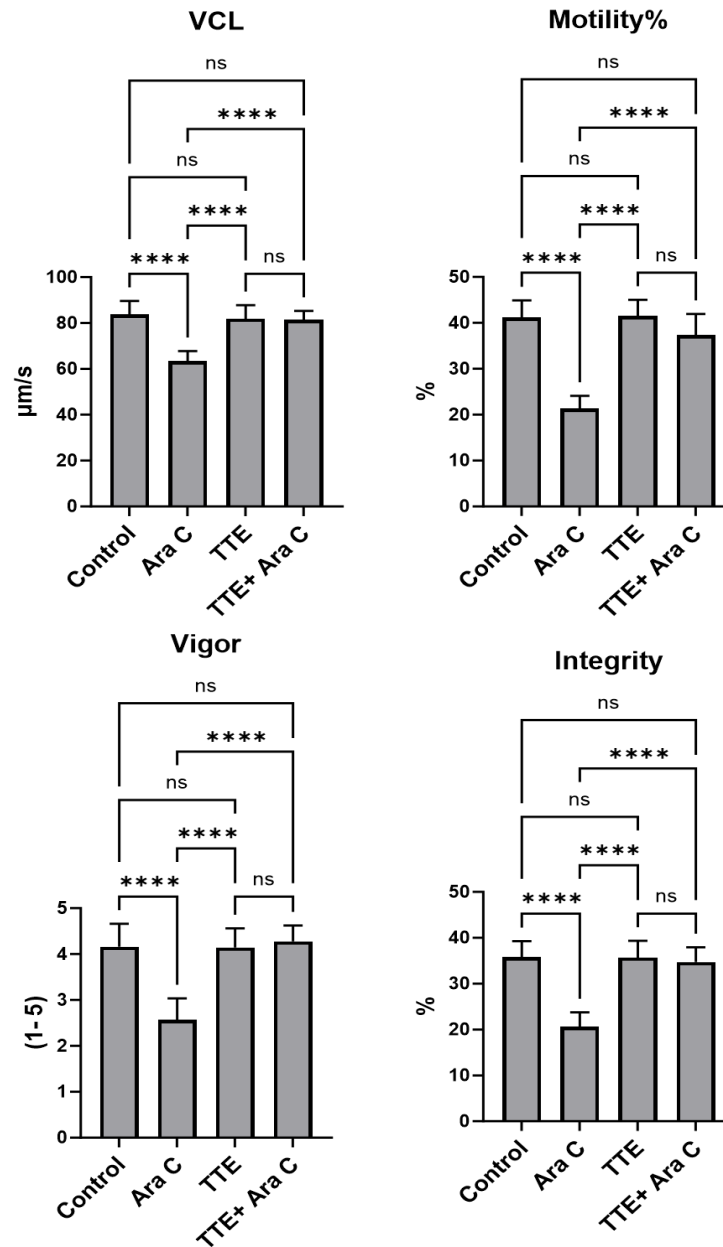 VCL
ns
****
ns
****
****
ns
100
80
60
40
20
0
µm/s
Control
Ara C
TTE
TTE+ Ara C
Motility%
ns
****
ns
****
****
ns
50
40
30
20
10
0
%
Control
Ara C
TTE
TTE+ Ara C
Vigor
ns
****
ns
****
****
ns
5
4
3
2
1
0
(1- 5)
Control
Ara C
TTE
TTE+ Ara C
Integrity
ns
****
ns
****
****
ns
50
40
30
20
10
0
%
Control
Ara C
TTE
TTE+ Ara C